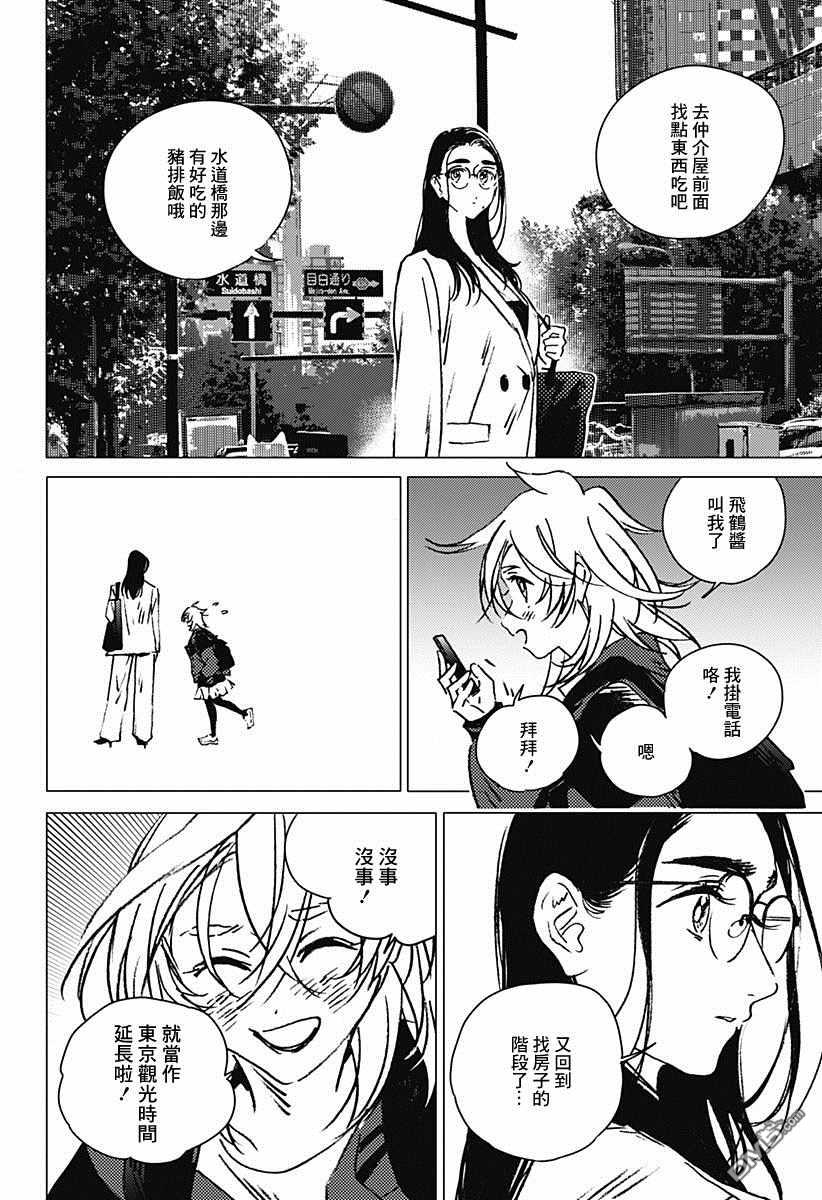 去仲介屋前面
找點東西吃吧
水道橋那邊
有好吃的
豬排飯哦
水道橋
Suidobashi
目白通り
Mejiro-dori Ave.
飛鶴醬
叫我了
我掛電話
咯！
嗯
拜拜！
又回到
找房子的
階段了…
沒事
沒事！
就當作
東京觀光時間
延長啦！